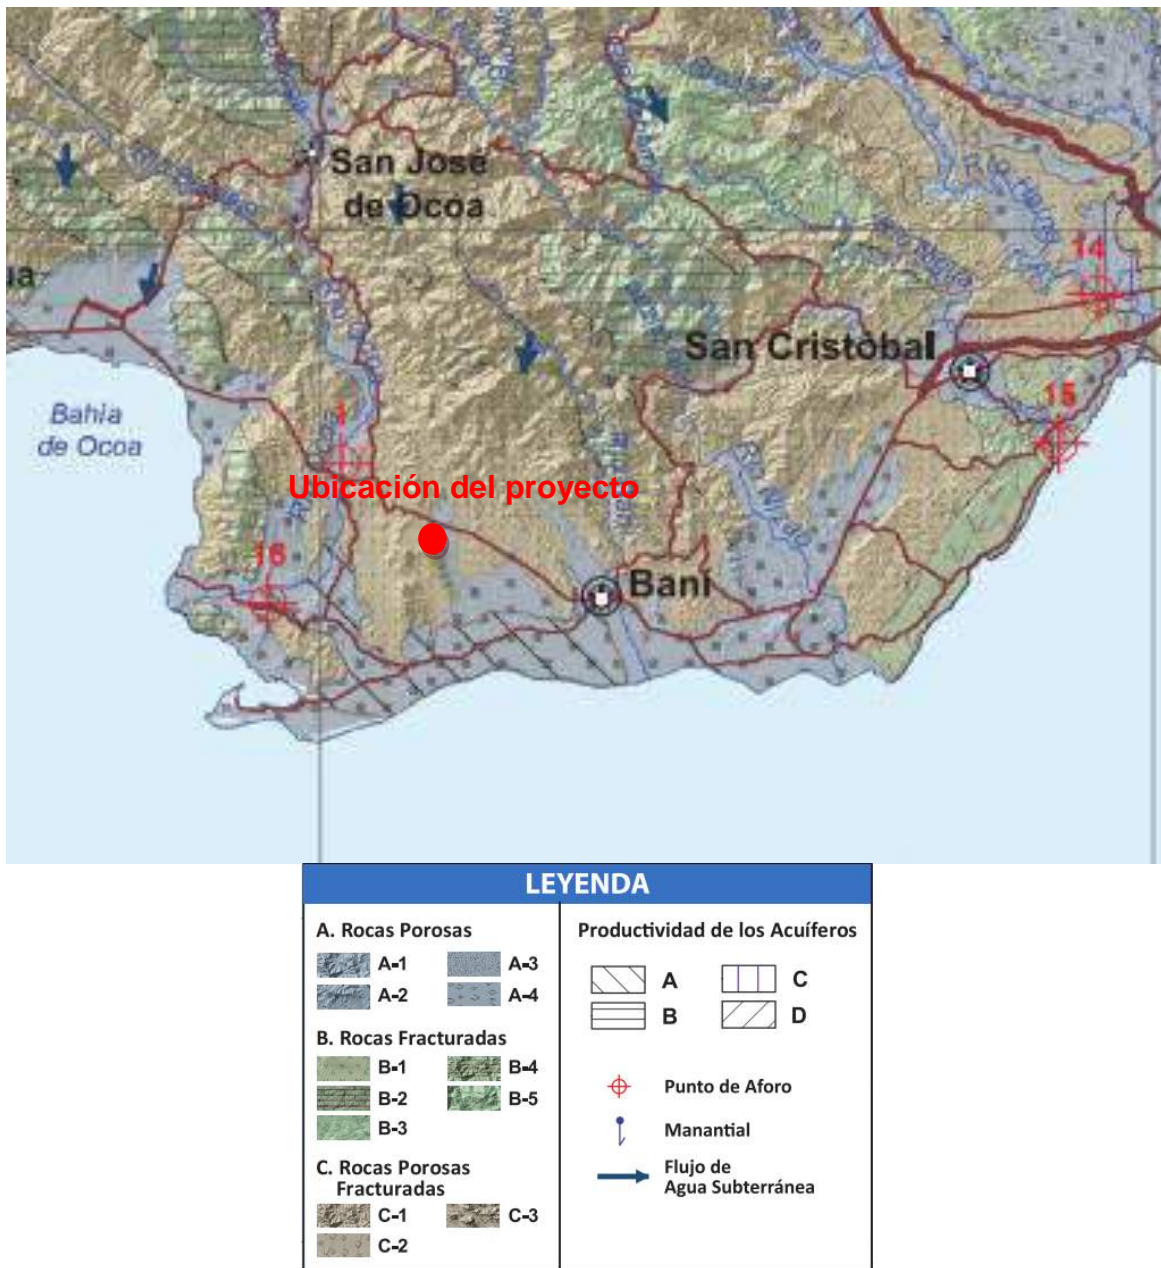 San José
de Ocoa
14
San Cristóbal
Bahía
de Ocoa
1
15
Ubicación del proyecto
16
Baní
LEYENDA
A. Rocas Porosas
A-1
A-3
A-2
A-4
B. Rocas Fracturadas
B-1
B-4
B-2
B-5
B-3
C. Rocas Porosas
Fracturadas
C-1
C-3
C-2
Productividad de los Acuíferos
A
C
B
D
Punto de Aforo
Manantial
Flujo de
Agua Subterránea